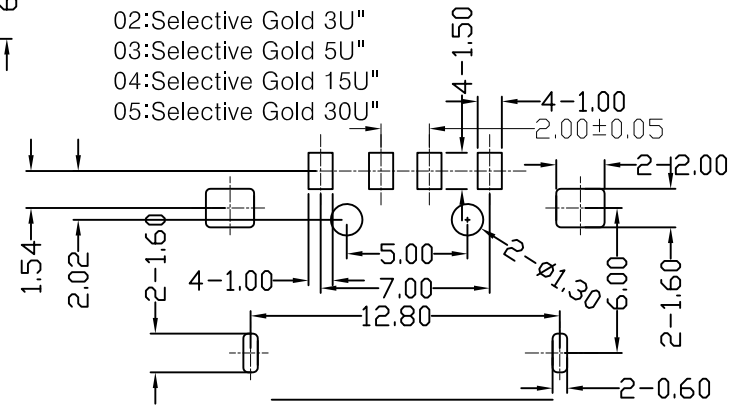 02:Selective Gold 3U"
03:Selective Gold 5U"
04:Selective Gold 15U"
05:Selective Gold 30U"
4-1.50
4-1.00
2.00±0.05
2-2.00
1.54
2.02
2-1.60
4-1.00
5.00
7.00
12.80
2-ø1.30
6.00
2-1.60
2-0.60